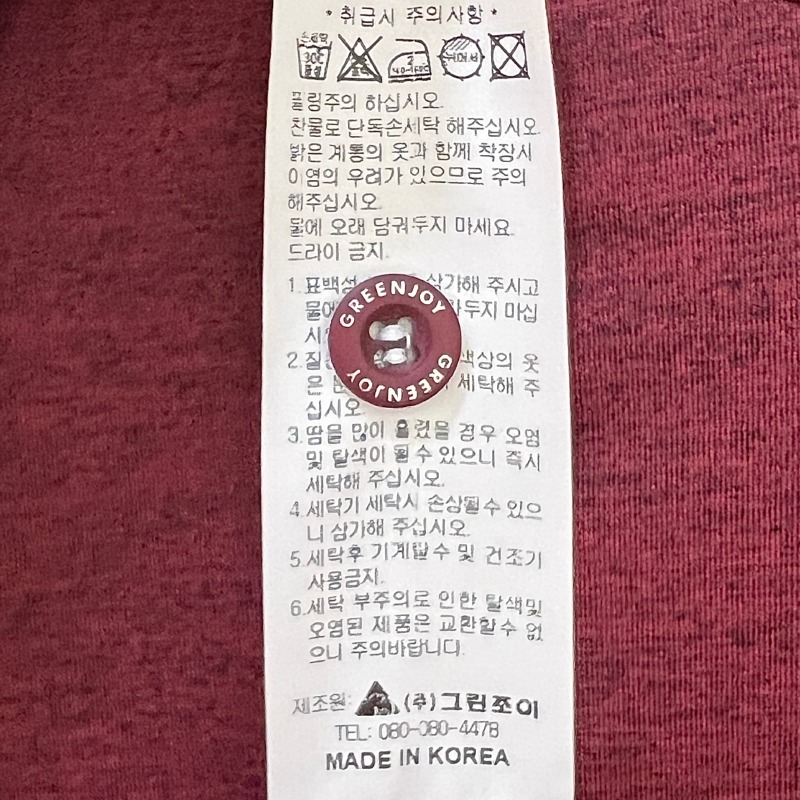 * 취급시 주의사항 *
손세탁
30℃
중성
2
140-160℃
필링주의 하십시오.
찬물로 단독손세탁 해주십시오.
밝은 계통의 옷과 함께 착장시
이염의 우려가 있으므로 주의
해주십시오.
물에 오래 담궈두지 마세요.
드라이 금지.
1.표백성 삼가해 주시고
물에 두지 마십
시
2. 색상의 옷
은 세탁해 주
십시오.
3.땀을 많이 흘렸을 경우 오염
및 탈색이 될 수 있으니 즉시
세탁해 주십시오.
4.세탁기 세탁시 손상될수 있으
니 삼가해 주십시오.
5.세탁후 기계탈수 및 건조기
사용금지.
6.세탁 부주의로 인한 탈색및
오염된 제품은 교환할수 없
으니 주의바랍니다.
GREENJOY
GREENJOY
제조원: (주)그린조이
TEL: 080-080-4478
MADE IN KOREA